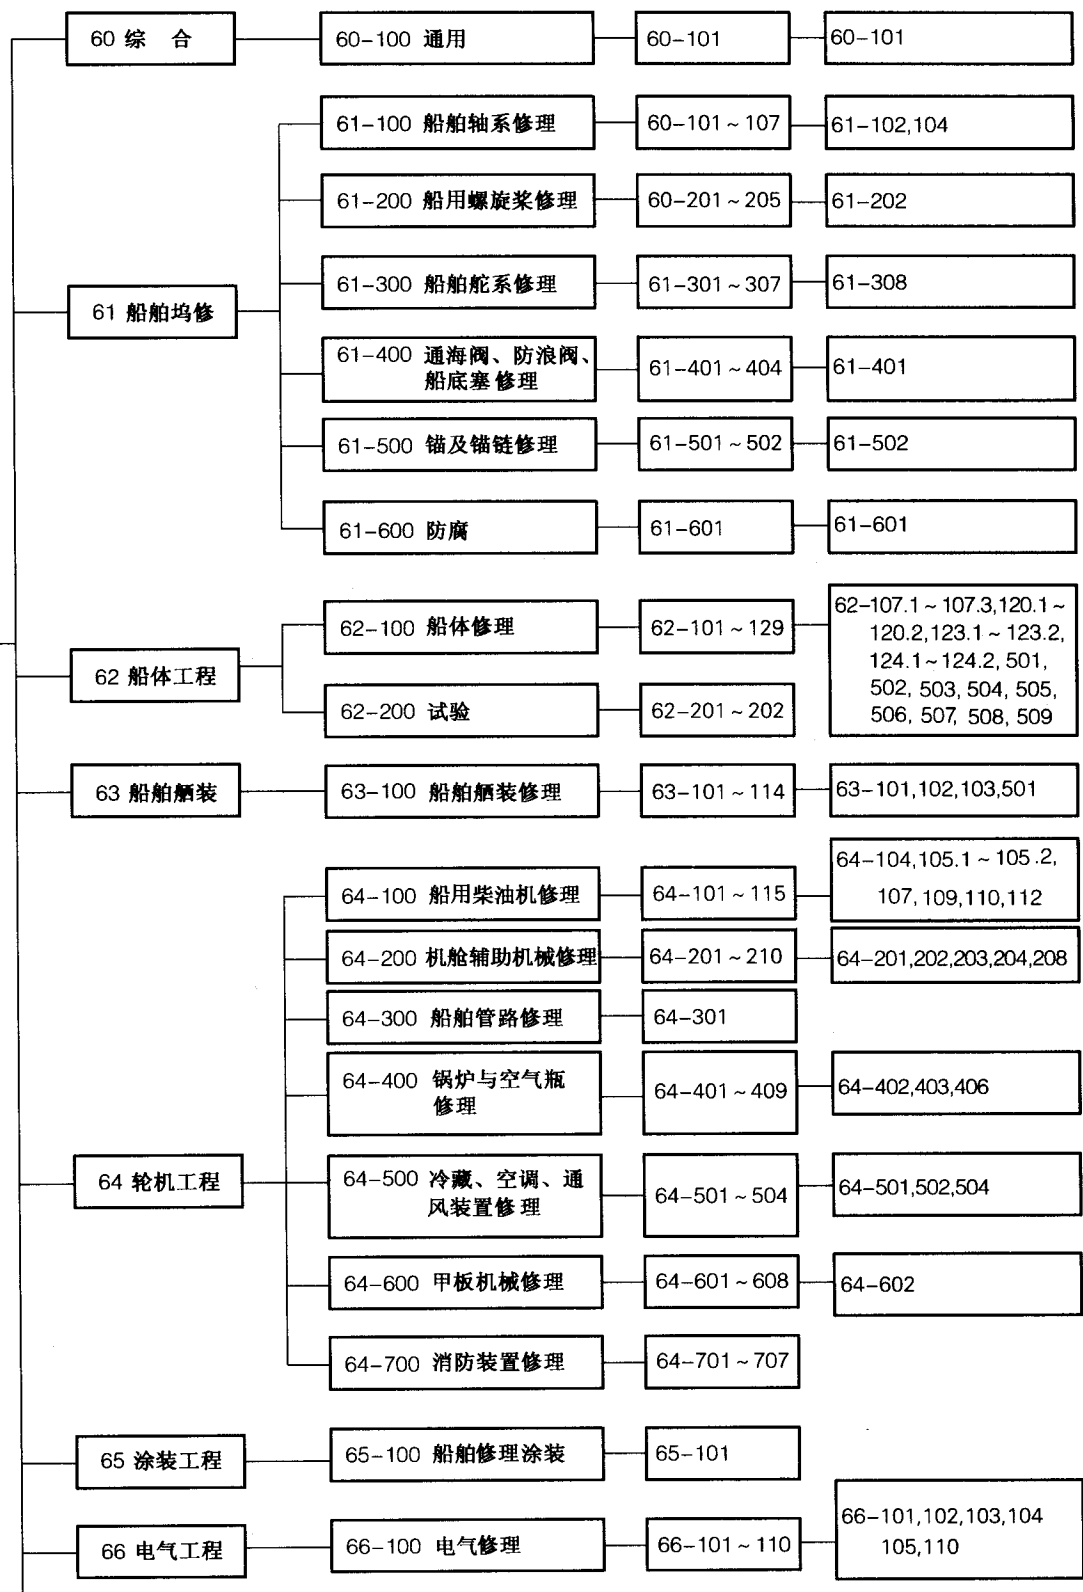 60 综 合
60-100 通用
60-101
60-101
61-100 船舶轴系修理
60-101~107
61-102,104
61-200 船用螺旋桨修理
60-201~205
61-202
61 船舶坞修
61-300 船舶舵系修理
61-301~307
61-308
61-400 通海阀、防浪阀、
船底塞修理
61-401~404
61-401
61-500 锚及锚链修理
61-501~502
61-502
61-600 防腐
61-601
61-601
62 船体工程
62-100 船体修理
62-101~129
62-107.1~107.3,120.1~
120.2,123.1~123.2,
124.1~124.2, 501,
502, 503, 504, 505,
506, 507, 508, 509
62-200 试验
62-201~202
63 船舶舾装
63-100 船舶舾装修理
63-101~114
63-101,102,103,501
64-100 船用柴油机修理
64-101~115
64-104,105.1~105.2,
107,109,110,112
64-200 机舱辅助机械修理
64-201~210
64-201,202,203,204,208
64-300 船舶管路修理
64-301
64-400 锅炉与空气瓶
修理
64-401~409
64-402,403,406
64 轮机工程
64-500 冷藏、空调、通
风装置修理
64-501~504
64-501,502,504
64-600 甲板机械修理
64-601~608
64-602
64-700 消防装置修理
64-701~707
65 涂装工程
65-100 船舶修理涂装
65-101
66 电气工程
66-100 电气修理
66-101~110
66-101,102,103,104
105,110